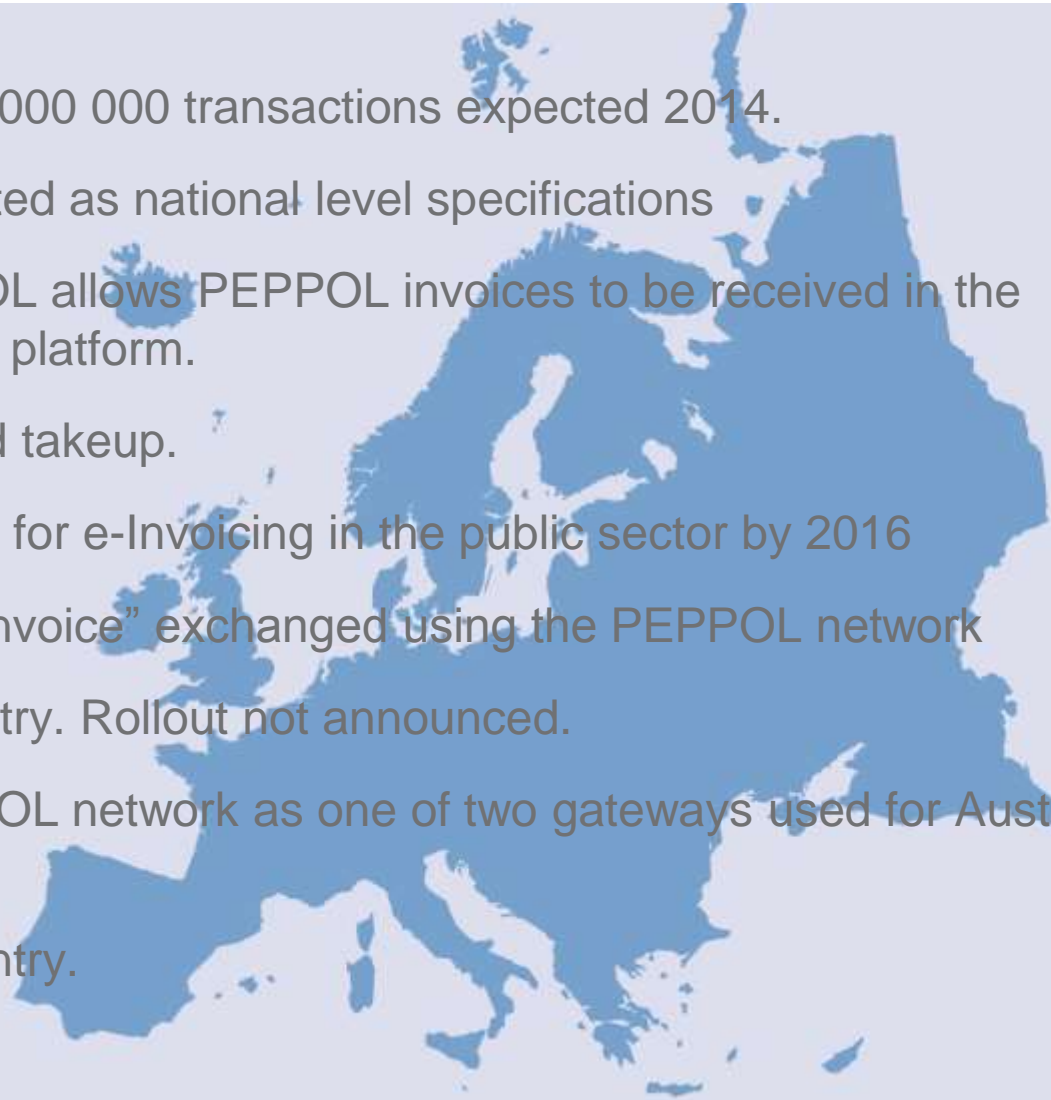 000 000 transactions expected 2014.
ted as national level specifications
OL allows PEPPOL invoices to be received in the
platform.
d takeup.
for e-Invoicing in the public sector by 2016
nvoice” exchanged using the PEPPOL network
try. Rollout not announced.
OL network as one of two gateways used for Aust
ntry.